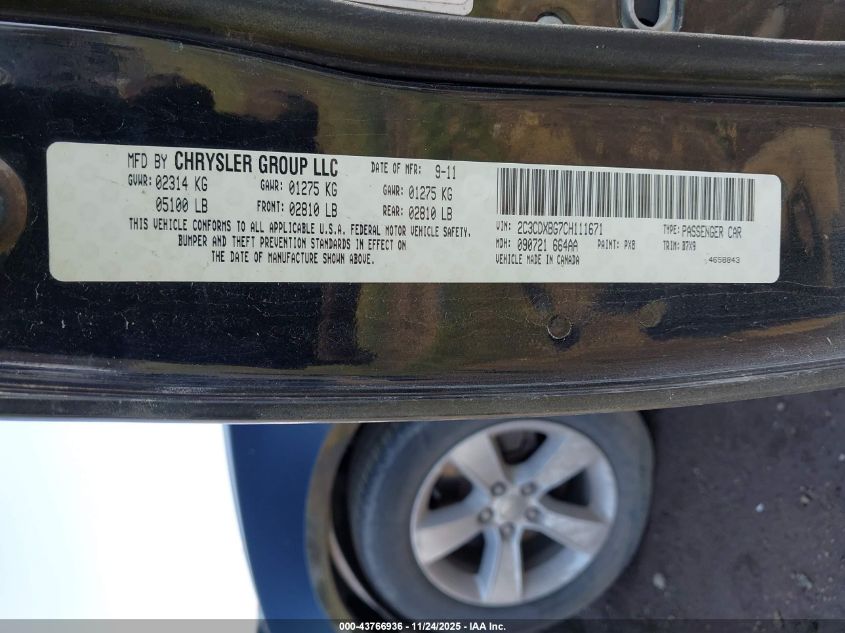 MFD BY CHRYSLER GROUP LLC DATE OF MFR: 9-11
GVWR: 02314 KG GAWR: 01275 KG GAWR: 01275 KG
05100 LB FRONT: 02810 LB REAR: 02810 LB
THIS VEHICLE CONFORMS TO ALL APPLICABLE U.S.A. FEDERAL MOTOR VEHICLE SAFETY,
BUMPER AND THEFT PREVENTION STANDARDS IN EFFECT ON
THE DATE OF MANUFACTURE SHOWN ABOVE.
VIN: 2C3CDXBG7CH111671 TYPE: PASSENGER CAR
MDH: 090721 664AA PAINT: PX8 TRIM: B7X9
VEHICLE MADE IN CANADA 4658843
000-43766936 - 11/24/2025 - IAA Inc.